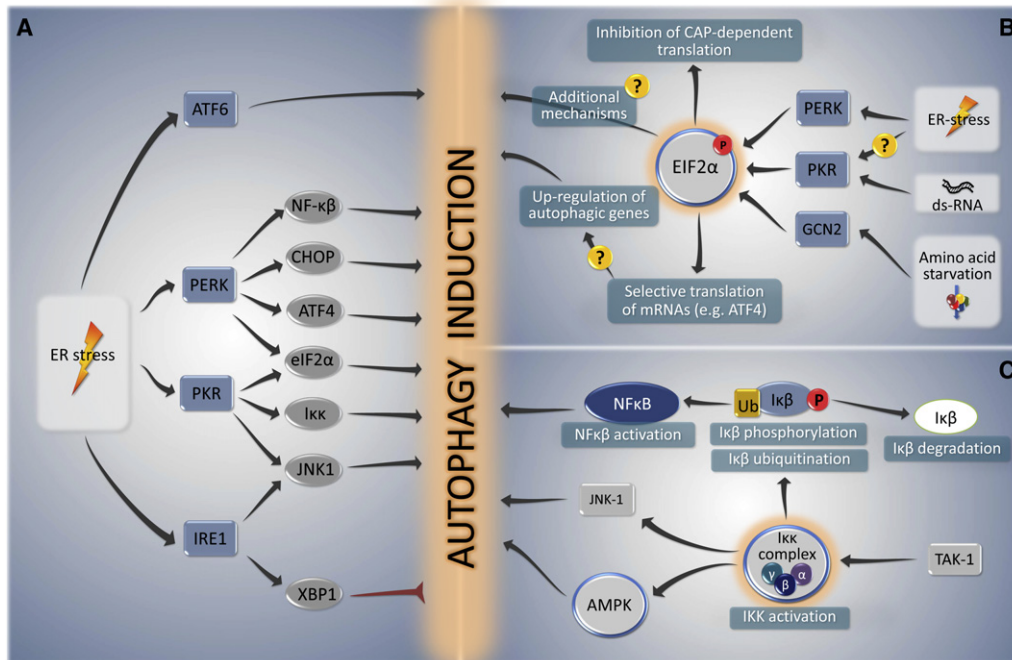 A
ATF6
NF-κβ
CHOP
PERK
ATF4
ER stress
eIF2α
PKR
Iκκ
JNK1
IRE1
XBP1
AUTOPHAGY INDUCTION
B
Inhibition of CAP-dependent
translation
?
Additional
mechanisms
P
EIF2α
PERK
ER-stress
?
PKR
ds-RNA
Up-regulation of
autophagic genes
GCN2
?
Amino acid
starvation
Selective translation
of mRNAs (e.g. ATF4)
C
NFκB
NFκβ activation
Ub
Iκβ
P
Iκβ phosphorylation
Iκβ ubiquitination
Iκβ
Iκβ degradation
JNK-1
Iκκ
complex
γ
α
β
TAK-1
AMPK
IKK activation